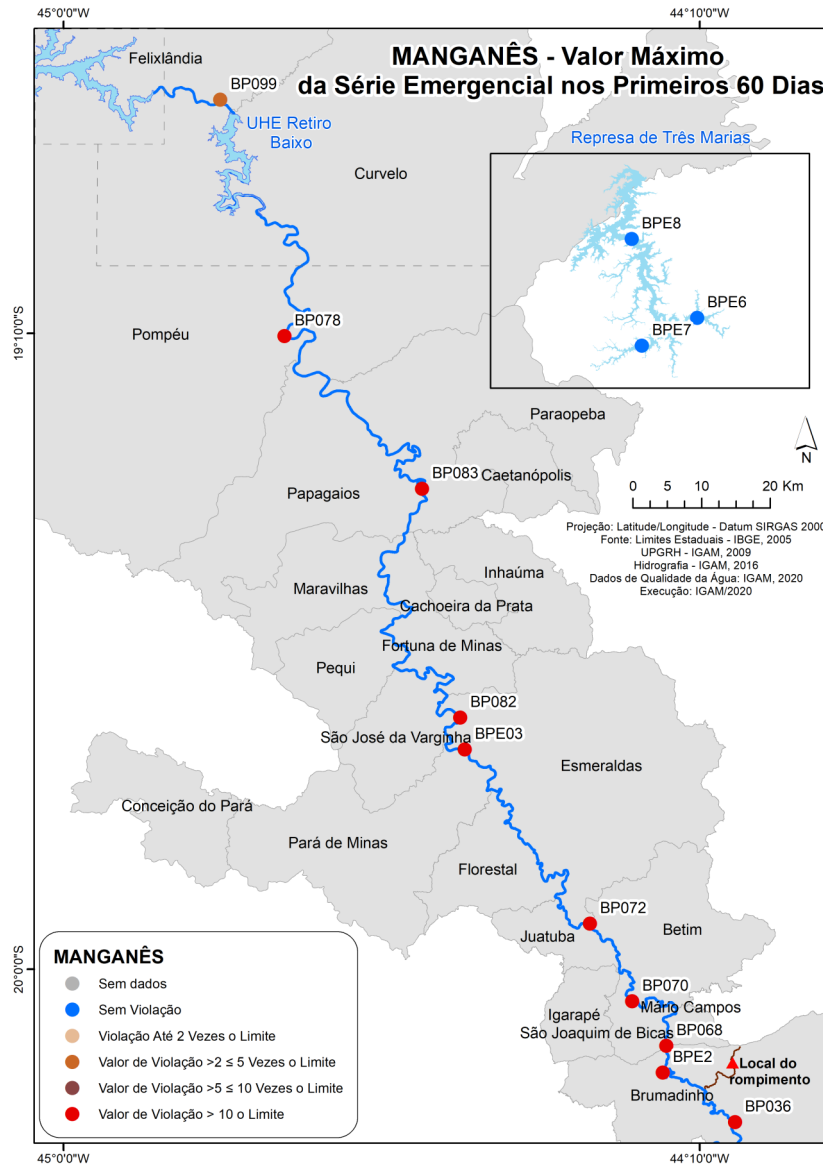 45°0'0"W
44°10'0"W
MANGANÊS - Valor Máximo
da Série Emergencial nos Primeiros 60 Dias
Felixlândia
BP099
UHE Retiro
Baixo
Represa de Três Marias
Curvelo
BPE8
BPE6
BPE7
19°10'0"S
Pompéu
BP078
Paraopeba
N
BP083
Caetanópolis
Papagaios
0 5 10 20 Km
Projeção: Latitude/Longitude - Datum SIRGAS 2000
Fonte: Limites Estaduais - IBGE, 2005
UPGRH - IGAM, 2009
Hidrografia - IGAM, 2016
Dados de Qualidade da Água: IGAM, 2020
Execução: IGAM/2020
Inhaúma
Maravilhas
Cachoeira da Prata
Fortuna de Minas
Pequi
BP082
São José da Varginha
BPE03
Esmeraldas
Conceição do Pará
Pará de Minas
Florestal
BP072
Juatuba
Betim
20°0'0"S
BP070
Mário Campos
Igarapé
São Joaquim de Bicas
BP068
BPE2
Local do
rompimento
Brumadinho
BP036
MANGANÊS
Sem dados
Sem Violação
Violação Até 2 Vezes o Limite
Valor de Violação >2 ≤ 5 Vezes o Limite
Valor de Violação >5 ≤ 10 Vezes o Limite
Valor de Violação > 10 o Limite
45°0'0"W
44°10'0"W